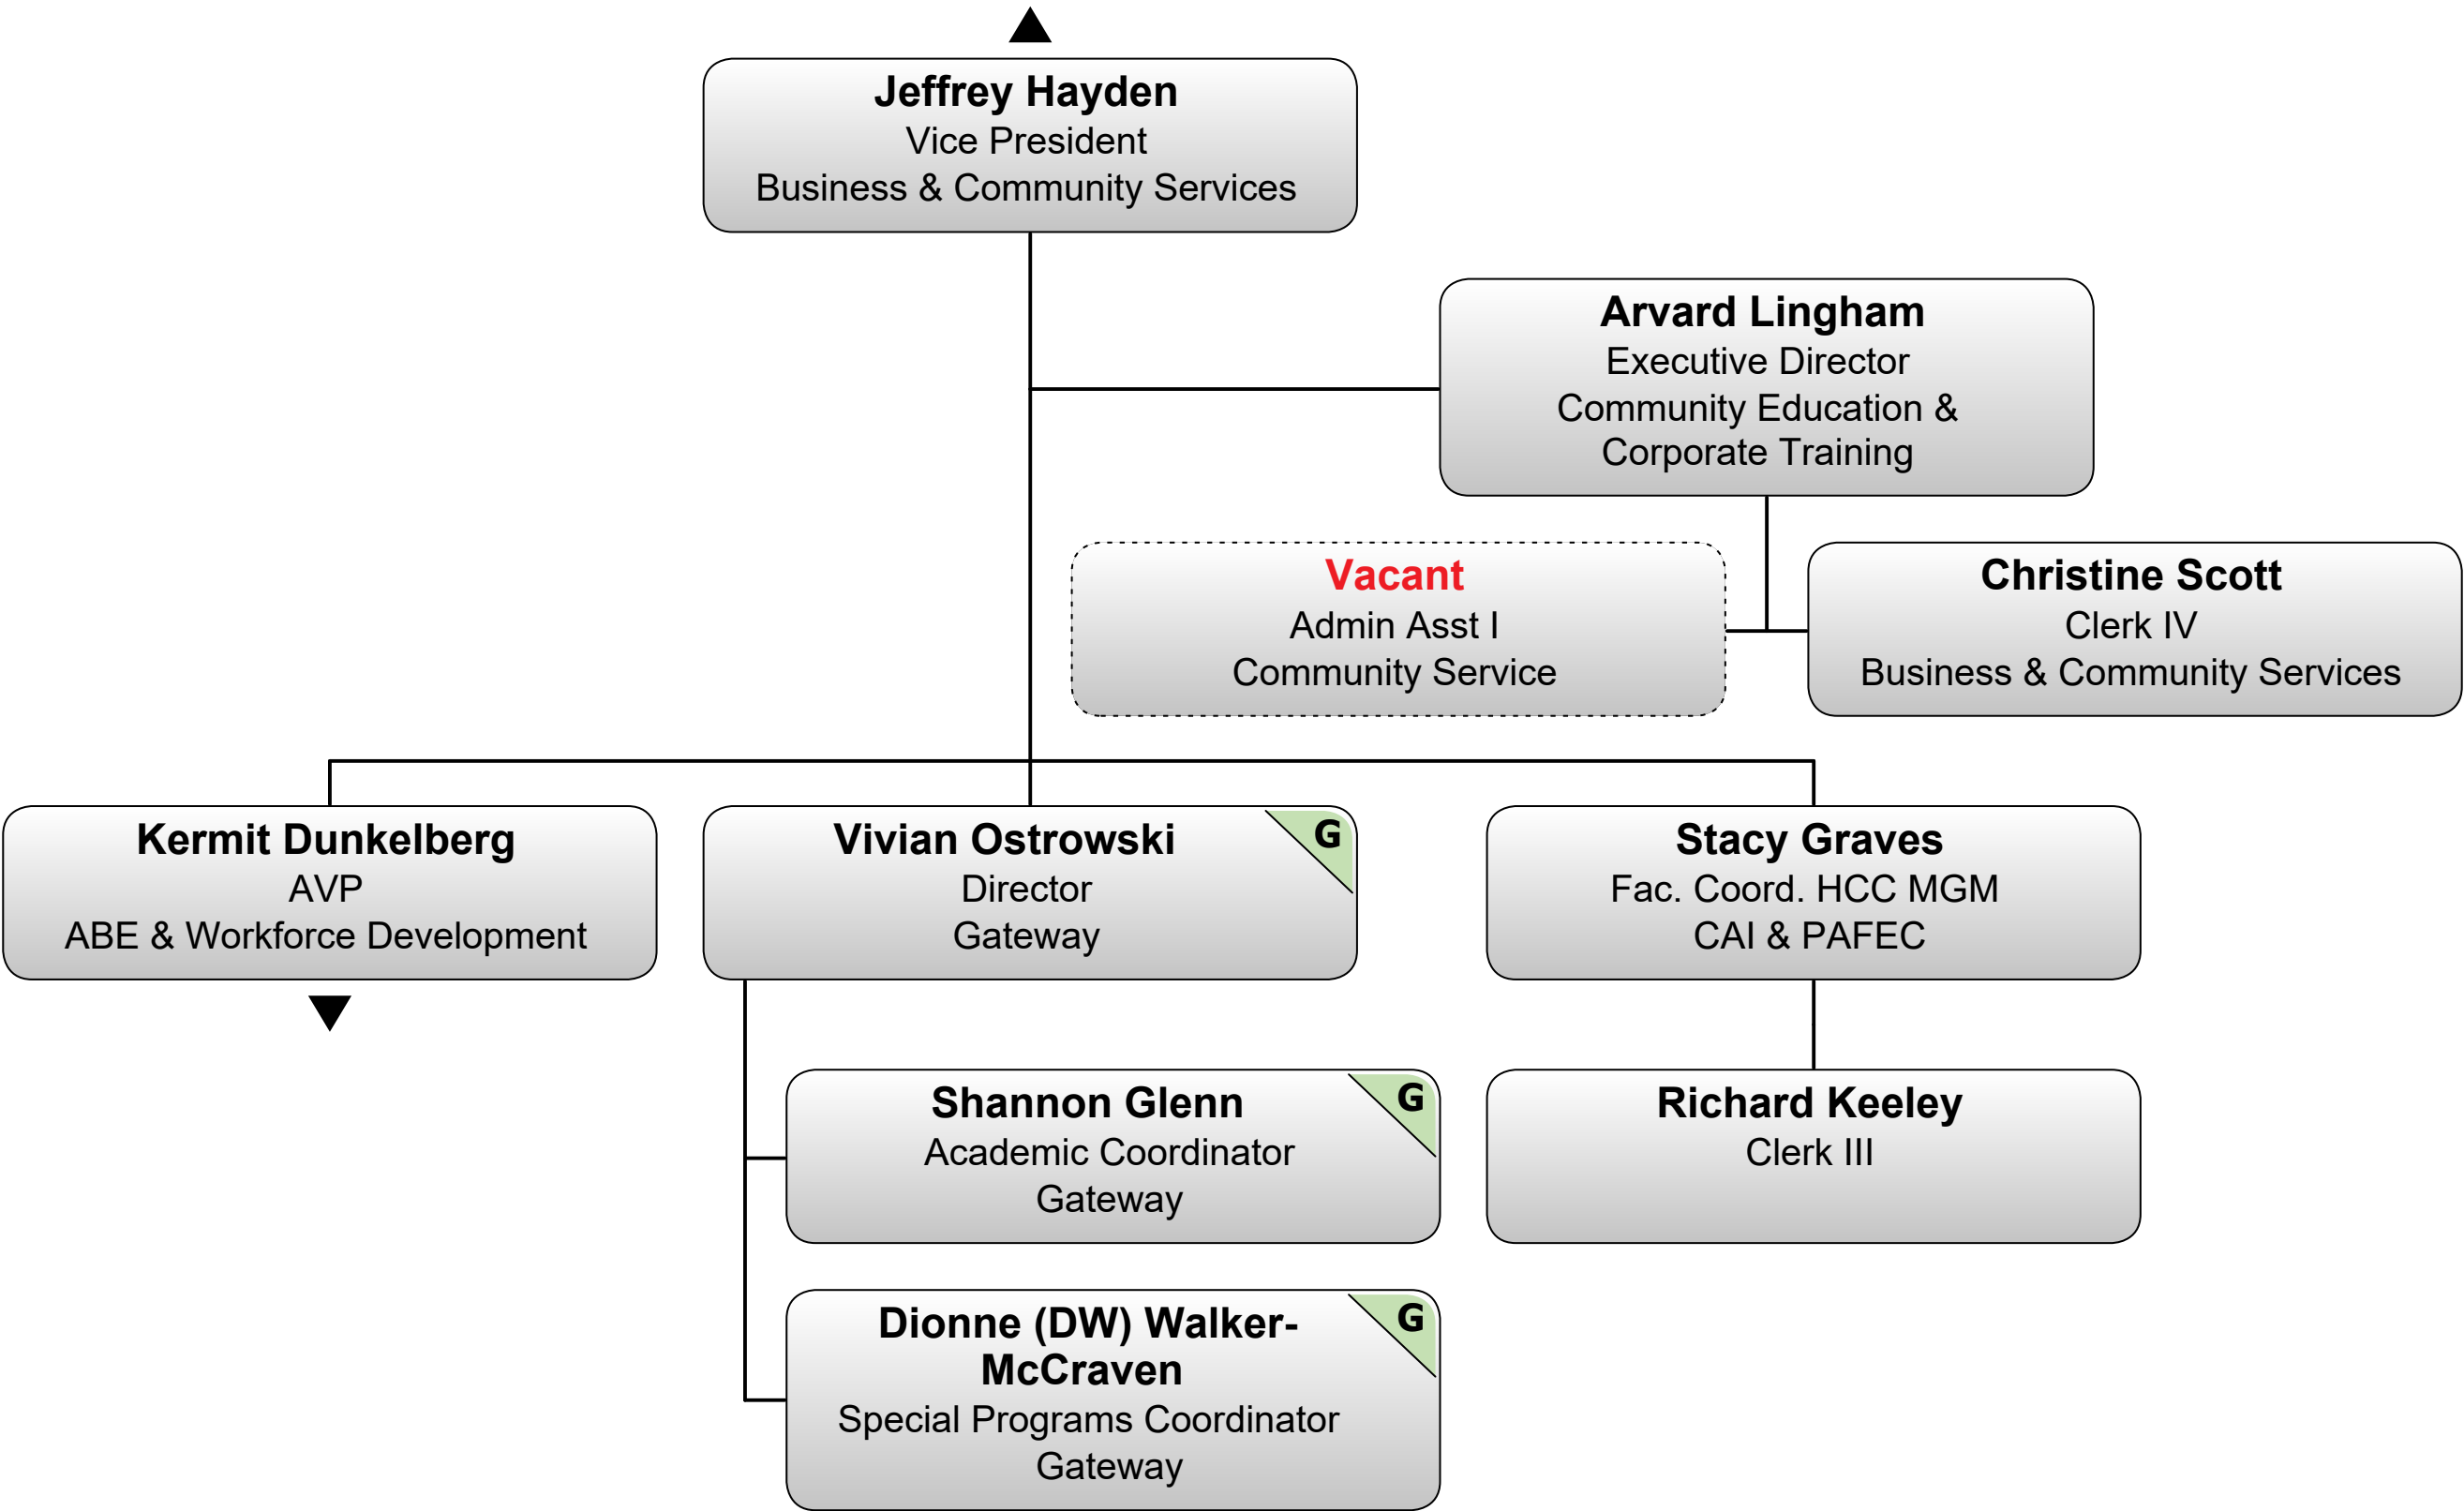 Jeffrey Hayden
Vice President
Business & Community Services
Arvard Lingham
Executive Director
Community Education &
Corporate Training
Vacant
Admin Asst I
Community Service
Christine Scott
Clerk IV
Business & Community Services
Kermit Dunkelberg
AVP
ABE & Workforce Development
Vivian Ostrowski
G
Director
Gateway
Stacy Graves
Fac. Coord. HCC MGM
CAI & PAFEC
Shannon Glenn
G
Academic Coordinator
Gateway
Richard Keeley
Clerk III
Dionne (DW) Walker-
G
McCraven
Special Programs Coordinator
Gateway